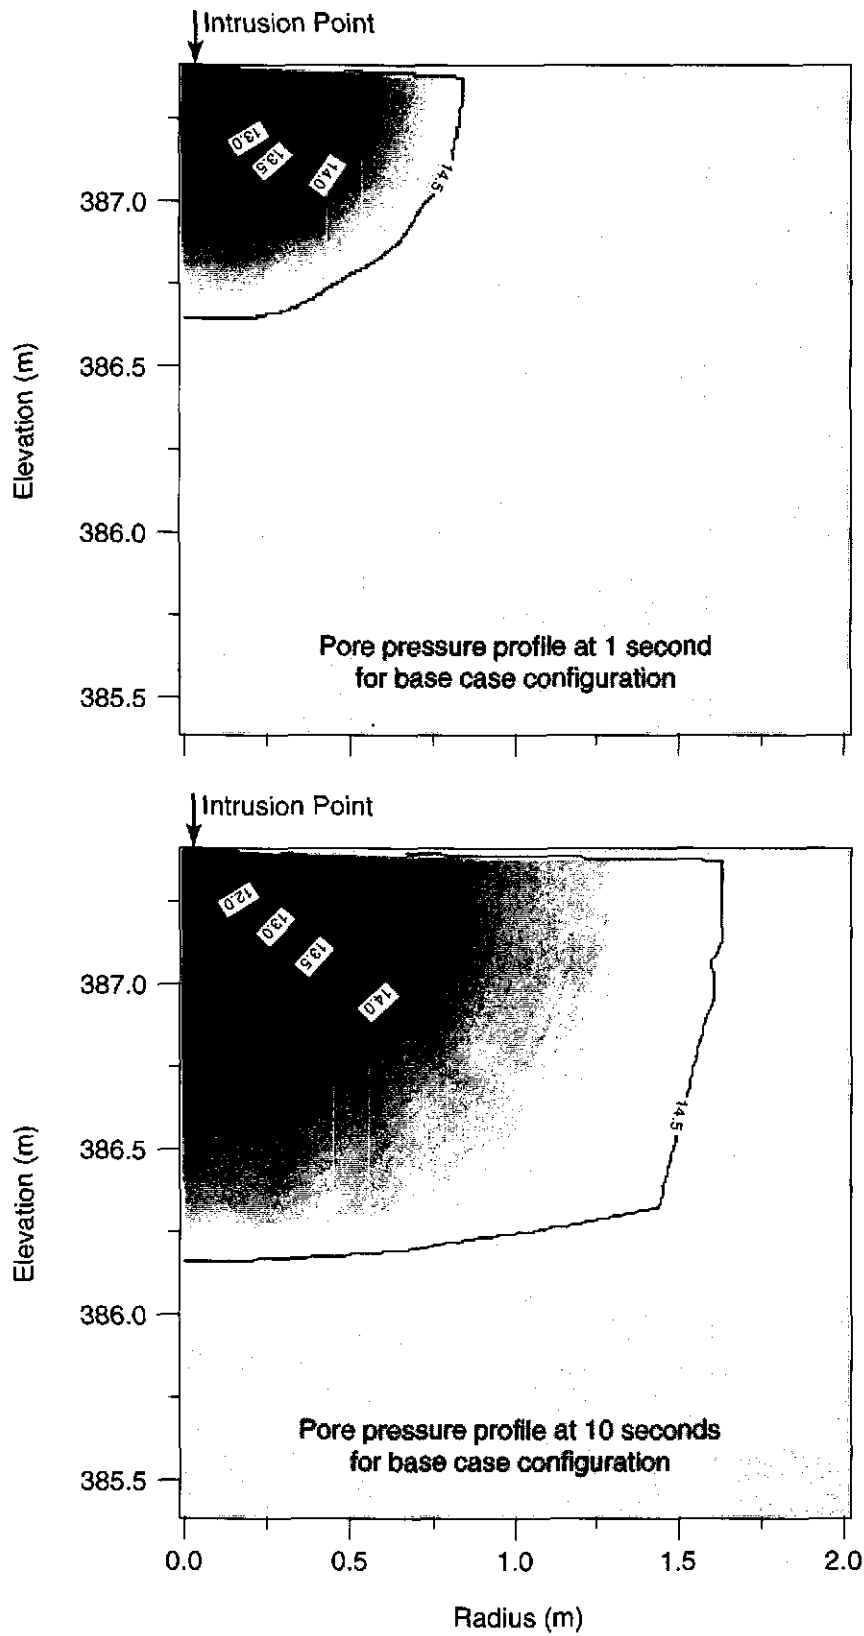 Intrusion Point
13.0
13.5
14.0
14.5
387.0
386.5
386.0
385.5
Elevation (m)
Pore pressure profile at 1 second
for base case configuration
Intrusion Point
12.0
13.0
13.5
14.0
14.5
387.0
386.5
386.0
385.5
Elevation (m)
Pore pressure profile at 10 seconds
for base case configuration
0.0 0.5 1.0 1.5 2.0
Radius (m)